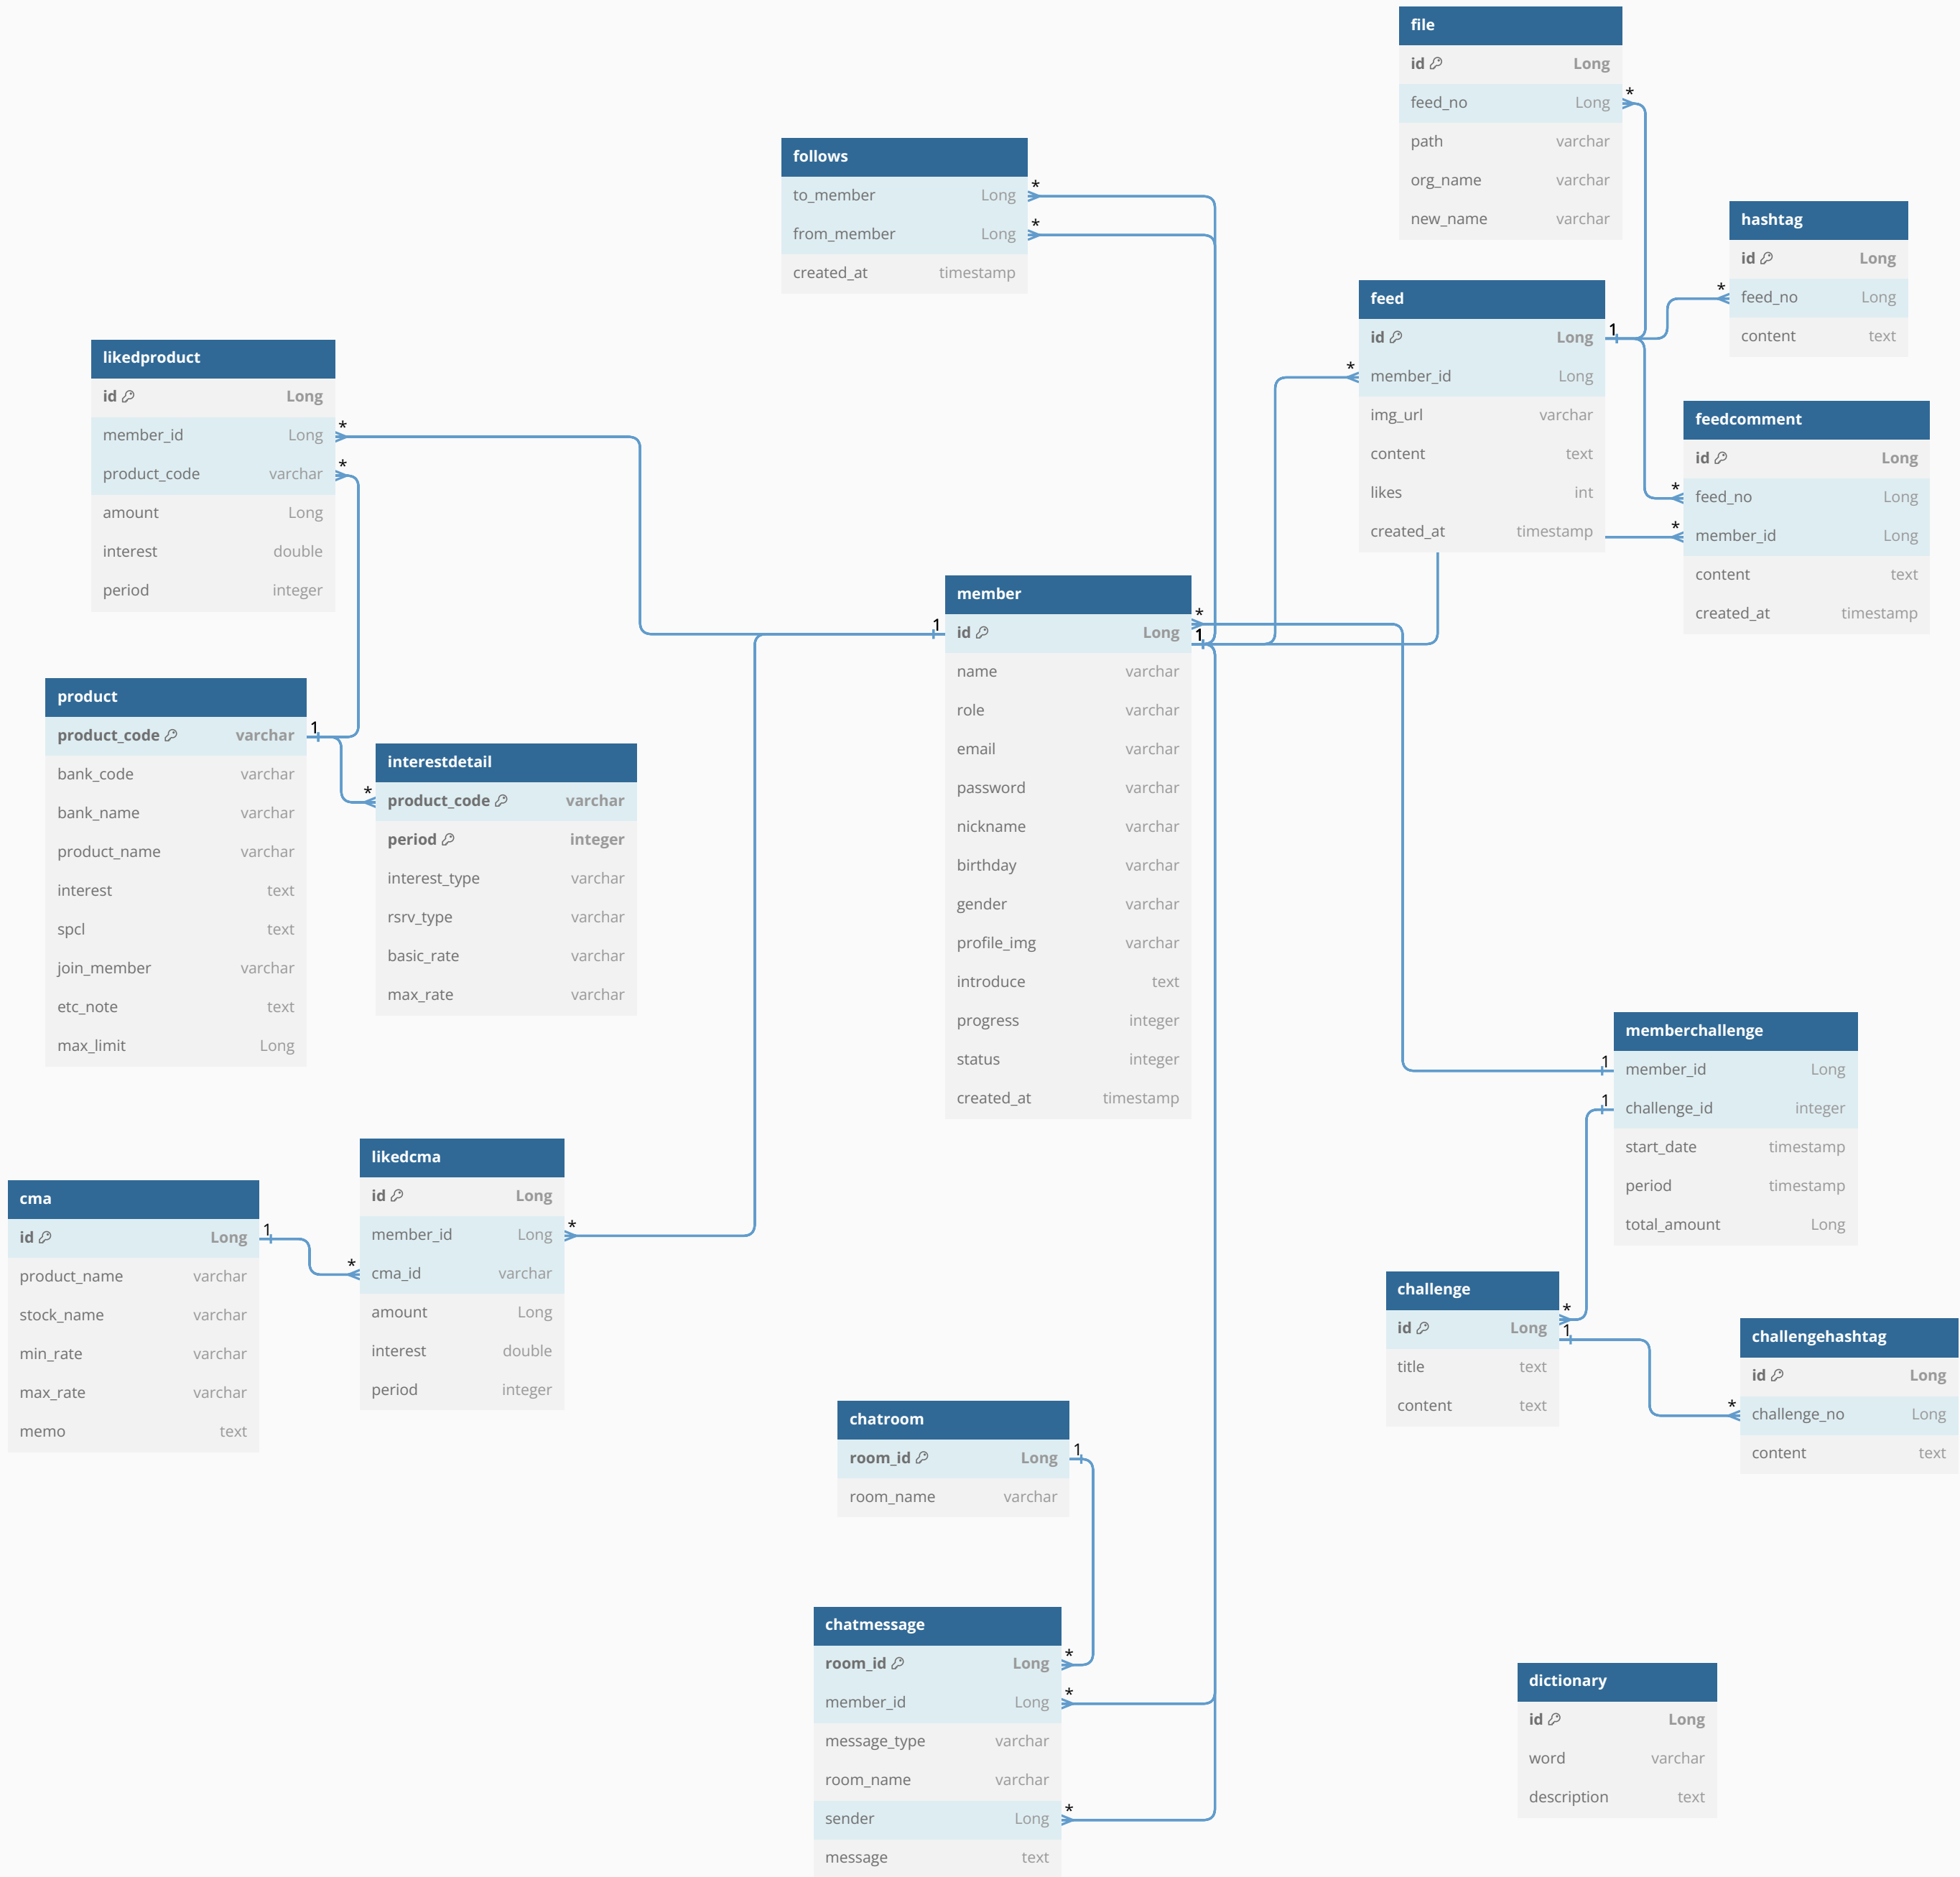 file
id Long
feed_no Long
path varchar
org_name varchar
new_name varchar
follows
to_member Long
from_member Long
created_at timestamp
hashtag
id Long
feed_no Long
content text
feed
id Long
member_id Long
img_url varchar
content text
likes int
created_at timestamp
likedproduct
id Long
member_id Long
product_code varchar
amount Long
interest double
period integer
feedcomment
id Long
feed_no Long
member_id Long
content text
created_at timestamp
member
id Long
name varchar
role varchar
email varchar
password varchar
nickname varchar
birthday varchar
gender varchar
profile_img varchar
introduce text
progress integer
status integer
created_at timestamp
product
product_code varchar
bank_code varchar
bank_name varchar
product_name varchar
interest text
spcl text
join_member varchar
etc_note text
max_limit Long
interestdetail
product_code varchar
period integer
interest_type varchar
rsrv_type varchar
basic_rate varchar
max_rate varchar
memberchallenge
member_id Long
challenge_id integer
start_date timestamp
period timestamp
total_amount Long
likedcma
id Long
member_id Long
cma_id varchar
amount Long
interest double
period integer
cma
id Long
product_name varchar
stock_name varchar
min_rate varchar
max_rate varchar
memo text
challenge
id Long
title text
content text
challengehashtag
id Long
challenge_no Long
content text
chatroom
room_id Long
room_name varchar
chatmessage
room_id Long
member_id Long
message_type varchar
room_name varchar
sender Long
message text
dictionary
id Long
word varchar
description text
*
*
*
*
1
*
*
*
*
*
*
1
1
1
*
1
1
*
1
*
*
1
*
1
*
*
*